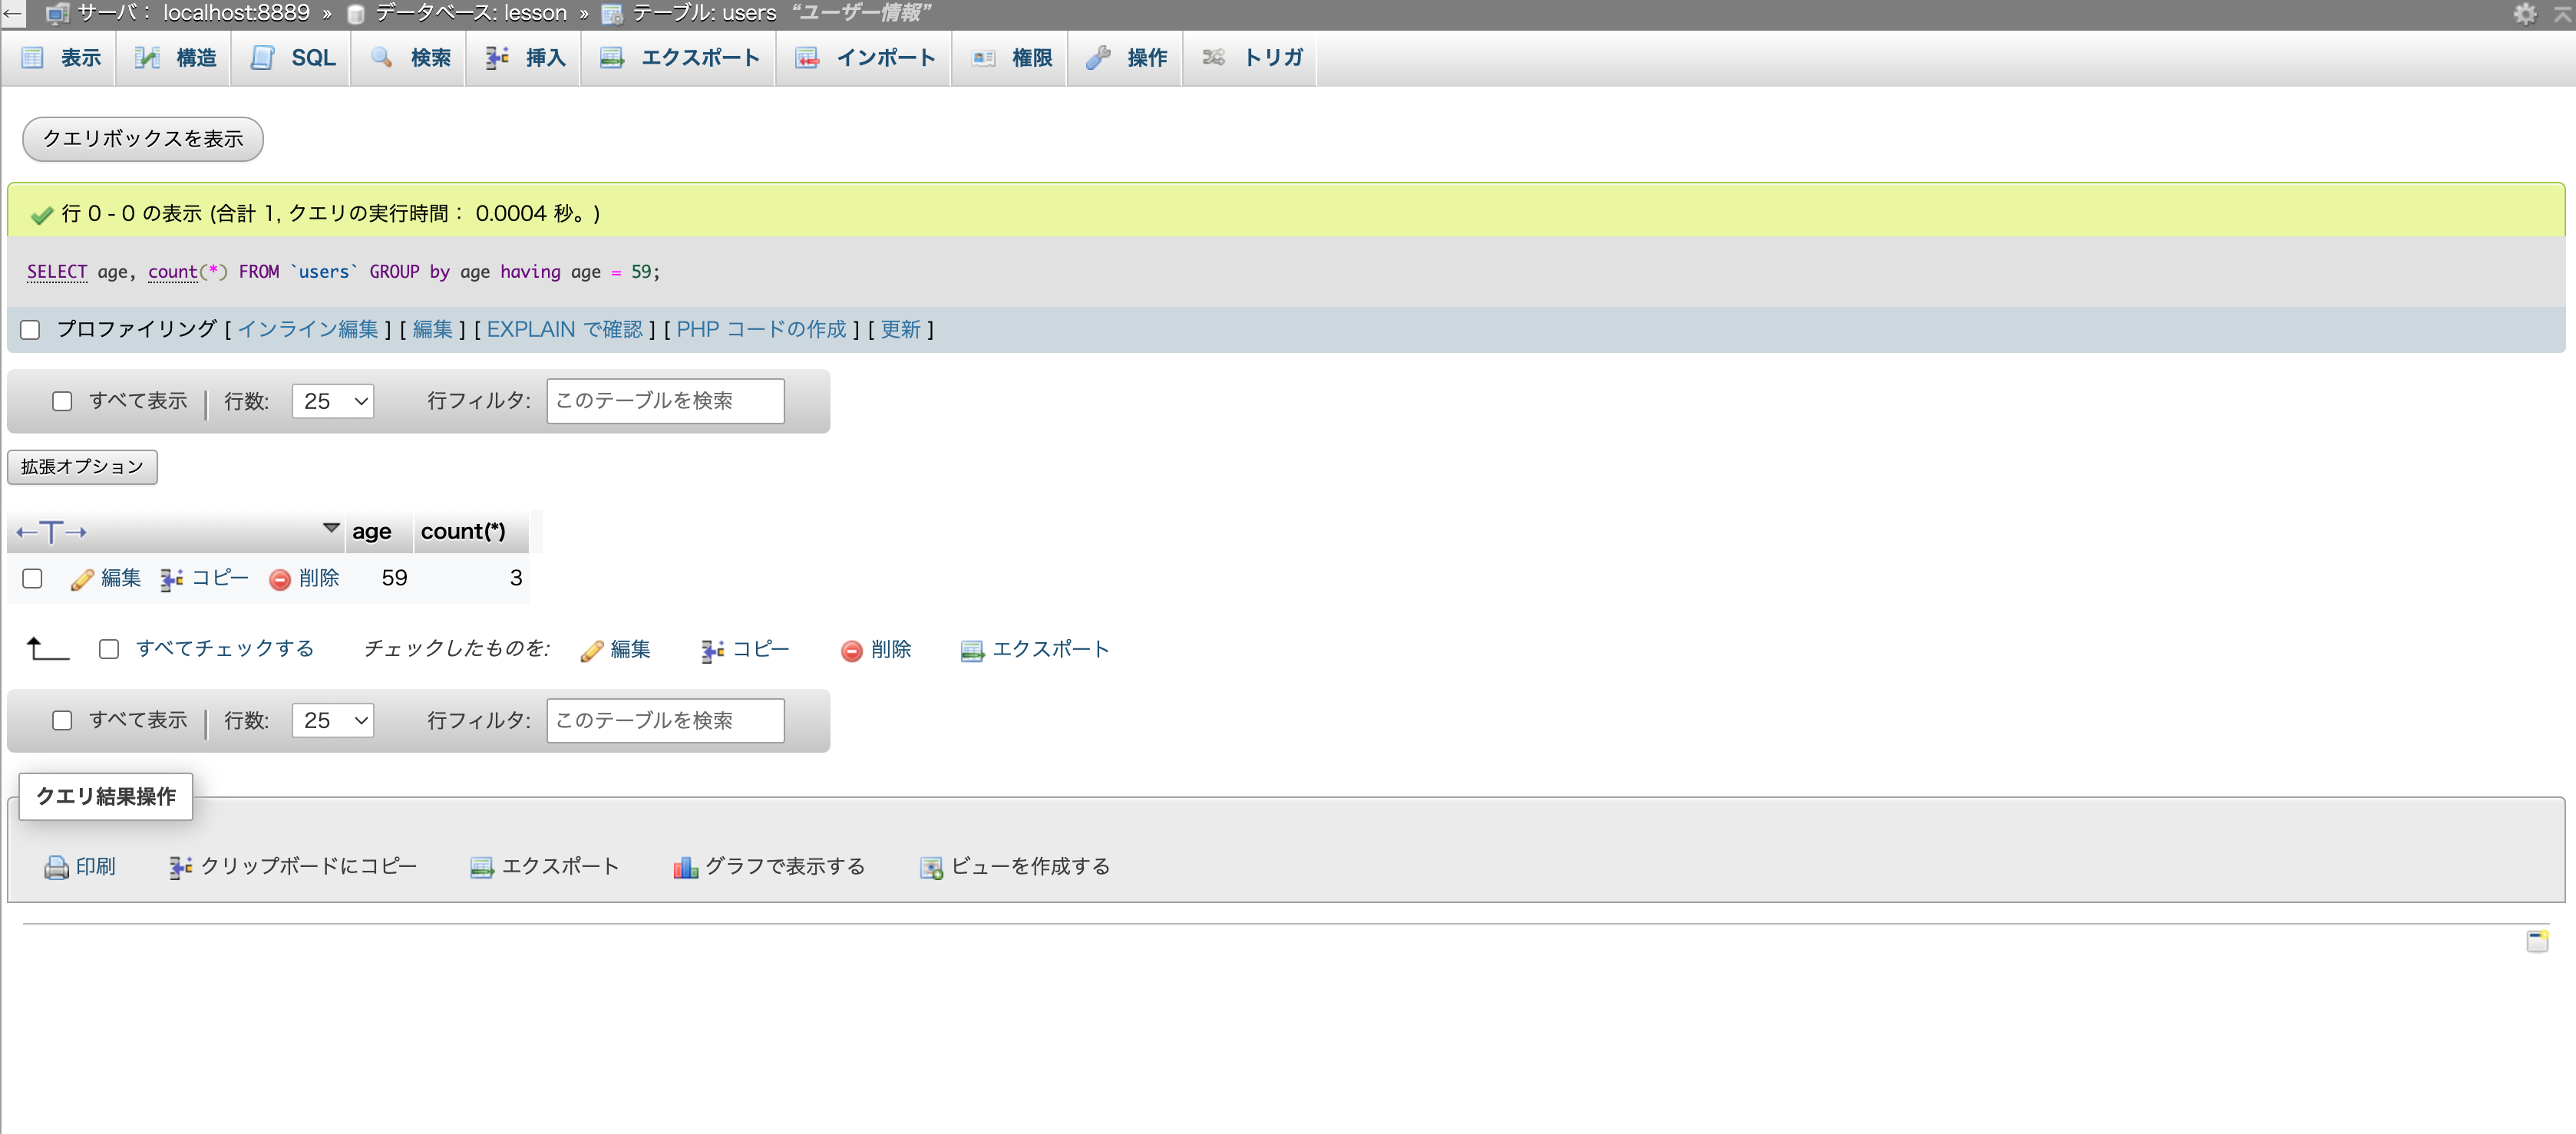 ← サーバ： localhost:8889 » データベース: lesson » テーブル: users “ユーザー情報”
表示 構造 SQL 検索 挿入 エクスポート インポート 権限 操作 トリガ
クエリボックスを表示
行 0 - 0 の表示 (合計 1, クエリの実行時間： 0.0004 秒。)
SELECT age, count(*) FROM `users` GROUP by age having age = 59;
プロファイリング [ インライン編集 ] [ 編集 ] [ EXPLAIN で確認 ] [ PHP コードの作成 ] [ 更新 ]
すべて表示 | 行数: 25 行フィルタ: このテーブルを検索
拡張オプション
←T→ age count(*)
編集 コピー 削除 59 3
すべてチェックする チェックしたものを: 編集 コピー 削除 エクスポート
すべて表示 | 行数: 25 行フィルタ: このテーブルを検索
クエリ結果操作
印刷 クリップボードにコピー エクスポート グラフで表示する ビューを作成する